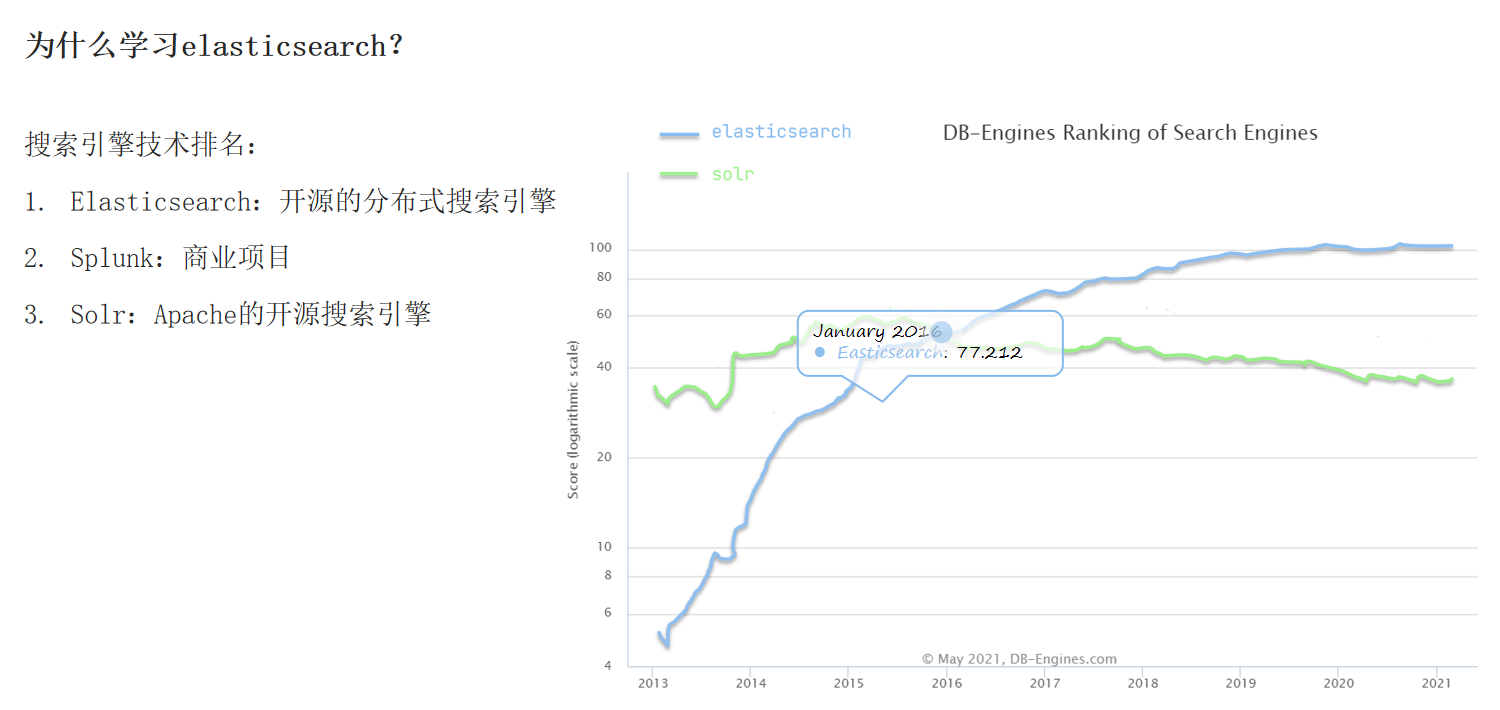 为什么学习elasticsearch？
搜索引擎技术排名：
1. Elasticsearch：开源的分布式搜索引擎
2. Splunk：商业项目
3. Solr：Apache的开源搜索引擎
elasticsearch
solr
DB-Engines Ranking of Search Engines
Score (logarithmic scale)
100
80
60
40
20
10
8
6
4
January 2016
Easticsearch: 77.212
© May 2021, DB-Engines.com
2013 2014 2015 2016 2017 2018 2019 2020 2021